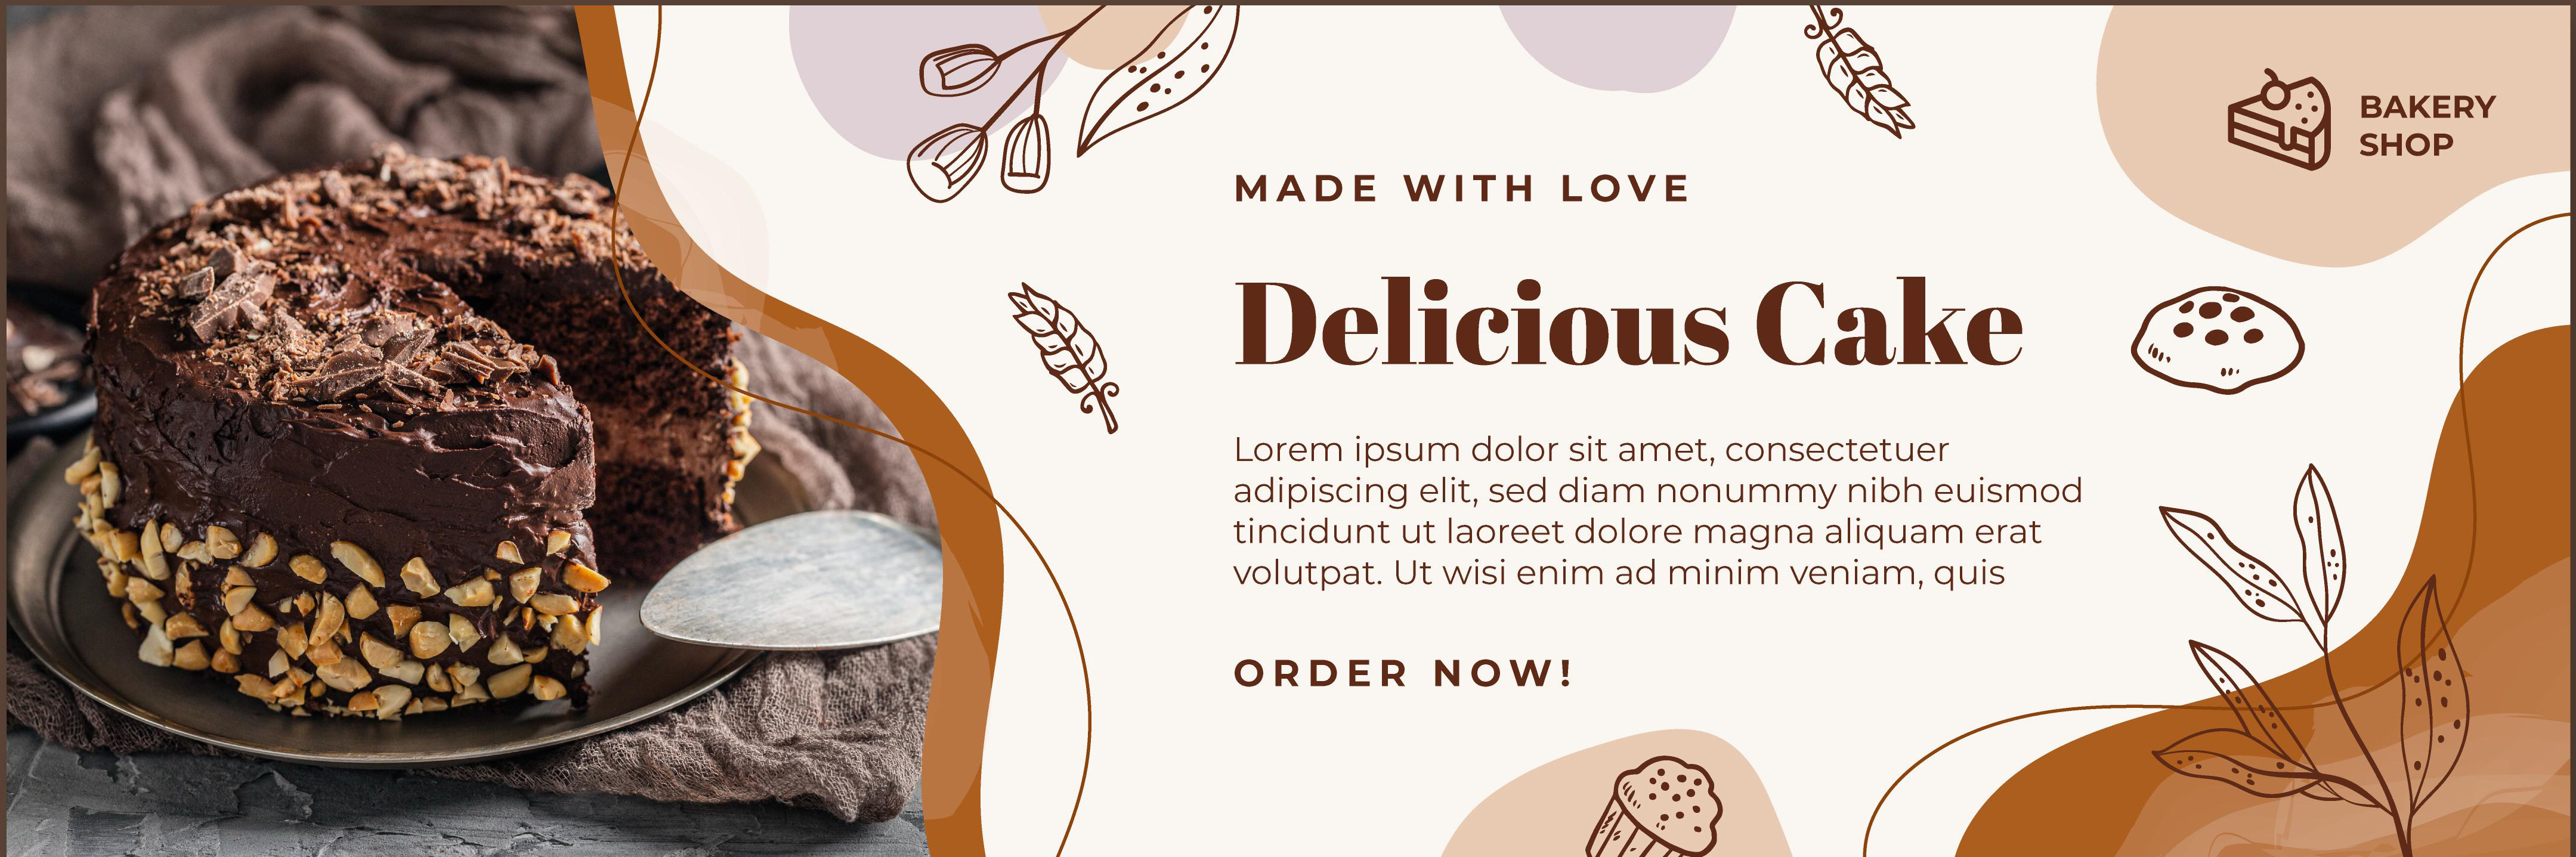 BAKERY
SHOP
MADE WITH LOVE
Delicious Cake
Lorem ipsum dolor sit amet, consectetuer
adipiscing elit, sed diam nonummy nibh euismod
tincidunt ut laoreet dolore magna aliquam erat
volutpat. Ut wisi enim ad minim veniam, quis
ORDER NOW!